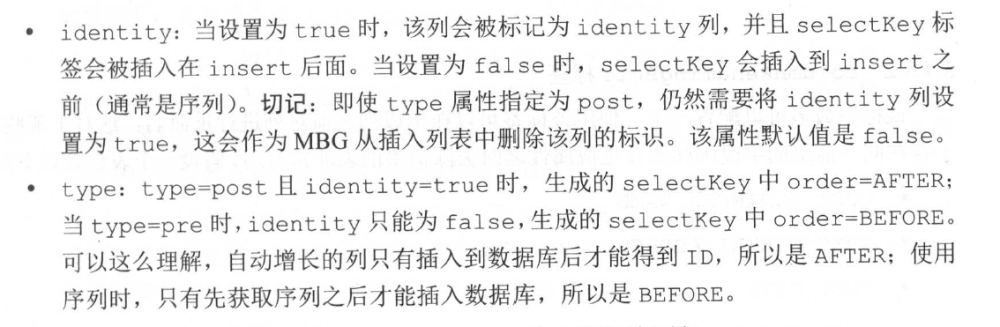 • identity：当设置为 true 时，该列会被标记为 identity 列，并且 selectKey 标
签会被插入在 insert 后面。当设置为 false 时，selectKey 会插入到 insert 之
前（通常是序列）。切记：即使 type 属性指定为 post，仍然需要将 identity 列设
置为 true，这会作为 MBG 从插入列表中删除该列的标识。该属性默认值是 false。
• type：type=post 且 identity=true 时，生成的 selectKey 中 order=AFTER；
当 type=pre 时，identity 只能为 false，生成的 selectKey 中 order=BEFORE。
可以这么理解，自动增长的列只有插入到数据库后才能得到 ID，所以是 AFTER；使用
序列时，只有先获取序列之后才能插入数据库，所以是 BEFORE。